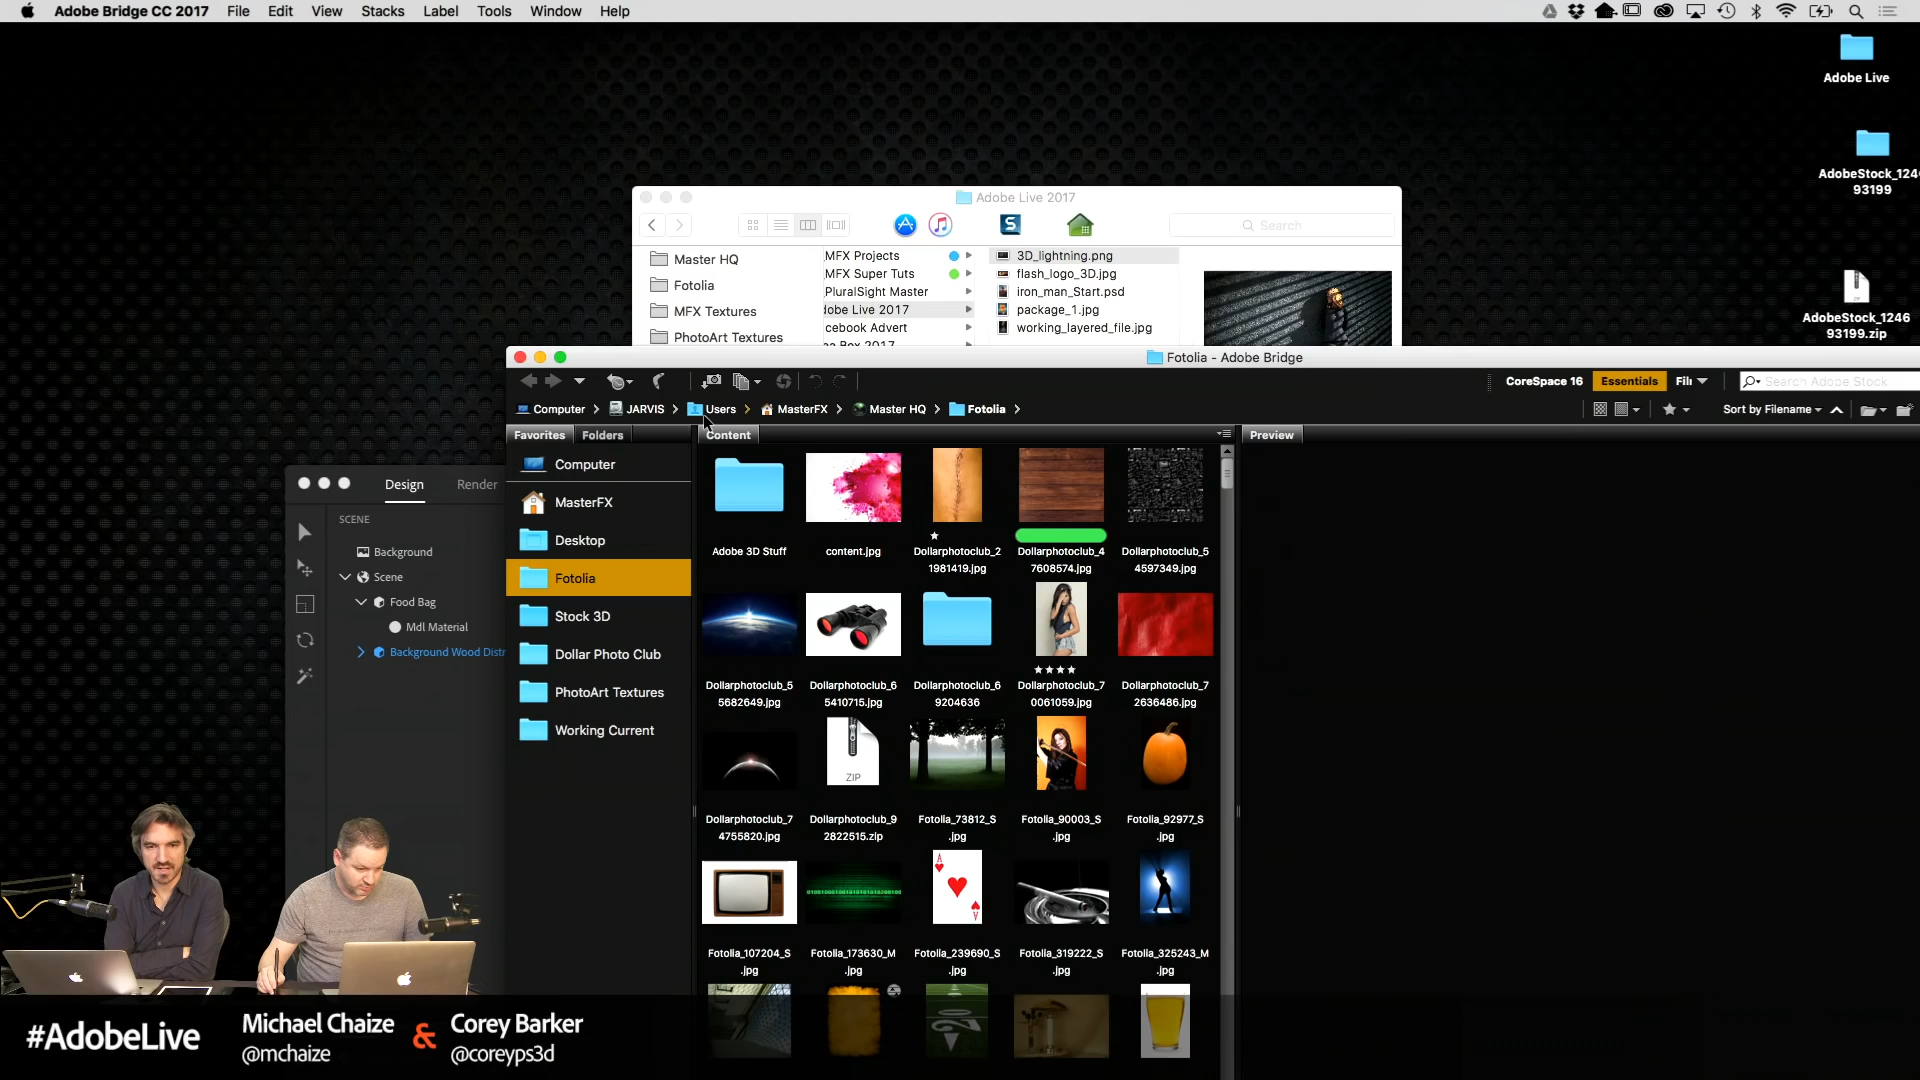 Adobe Bridge CC 2017 File Edit View Stacks Label Tools Window Help
Adobe Live
AdobeStock_1246
93199
AdobeStock_1246
93199.zip
Adobe Live 2017
Search
Master HQ
Fotolia
MFX Textures
PhotoArt Textures
MFX Projects
MFX Super Tuts
PluralSight Master
dobe Live 2017
cebook Advert
3D_lightning.png
flash_logo_3D.jpg
iron_man_Start.psd
package_1.jpg
working_layered_file.jpg
Fotolia - Adobe Bridge
CoreSpace 16 Essentials Filı
Search Adobe Stock
Computer JARVIS Users MasterFX Master HQ Fotolia
Sort by Filename
Favorites Folders
Content
Preview
Computer
MasterFX
Desktop
Fotolia
Stock 3D
Dollar Photo Club
PhotoArt Textures
Working Current
Design Render
SCENE
Background
Scene
Food Bag
Mdl Material
Background Wood Distr
Adobe 3D Stuff
content.jpg
Dollarphotoclub_2
1981419.jpg
Dollarphotoclub_4
7608574.jpg
Dollarphotoclub_5
4597349.jpg
Dollarphotoclub_5
5682649.jpg
Dollarphotoclub_6
5410715.jpg
Dollarphotoclub_6
9204636
Dollarphotoclub_7
0061059.jpg
Dollarphotoclub_7
2636486.jpg
ZIP
Dollarphotoclub_7
4755820.jpg
Dollarphotoclub_9
2822515.zip
Fotolia_73812_S
.jpg
Fotolia_90003_S
.jpg
Fotolia_92977_S
.jpg
A
A
Fotolia_107204_S
.jpg
Fotolia_173630_M
.jpg
Fotolia_239690_S
.jpg
Fotolia_319222_S
.jpg
Fotolia_325243_M
.jpg
#AdobeLive
Michael Chaize
@mchaize
&
Corey Barker
@coreyps3d